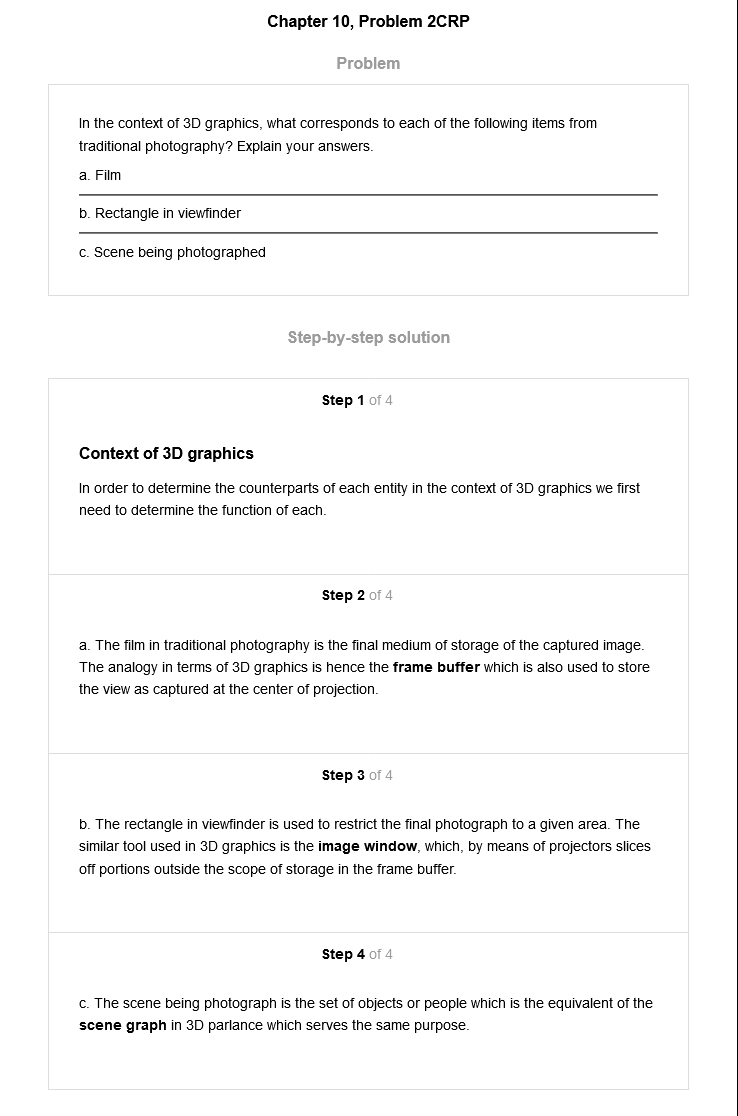 Chapter 10, Problem 2CRP
Problem
In the context of 3D graphics, what corresponds to each of the following items from
traditional photography? Explain your answers.
a. Film
b. Rectangle in viewfinder
c. Scene being photographed
Step-by-step solution
Step 1 of 4
Context of 3D graphics
In order to determine the counterparts of each entity in the context of 3D graphics we first
need to determine the function of each.
Step 2 of 4
a. The film in traditional photography is the final medium of storage of the captured image.
The analogy in terms of 3D graphics is hence the frame buffer which is also used to store
the view as captured at the center of projection.
Step 3 of 4
b. The rectangle in viewfinder is used to restrict the final photograph to a given area. The
similar tool used in 3D graphics is the image window, which, by means of projectors slices
off portions outside the scope of storage in the frame buffer.
Step 4 of 4
c. The scene being photograph is the set of objects or people which is the equivalent of the
scene graph in 3D parlance which serves the same purpose.